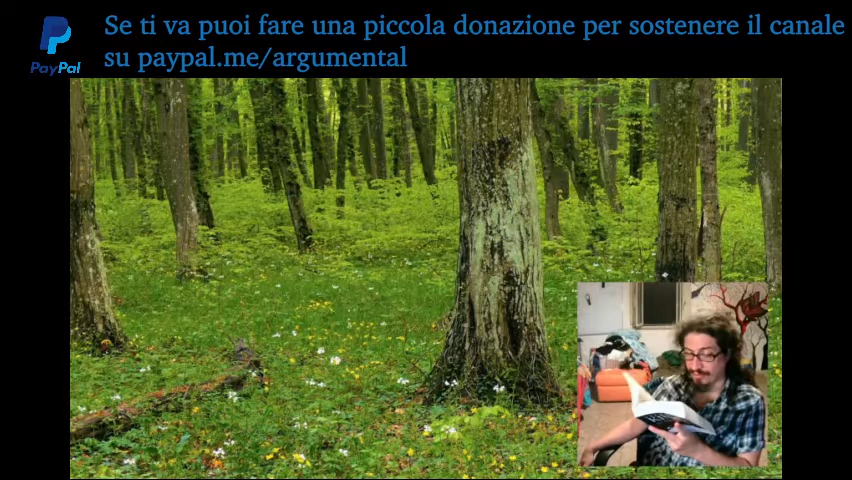 Se ti va puoi fare una piccola donazione per sostenere il canale
su paypal.me/argumental
PayPal